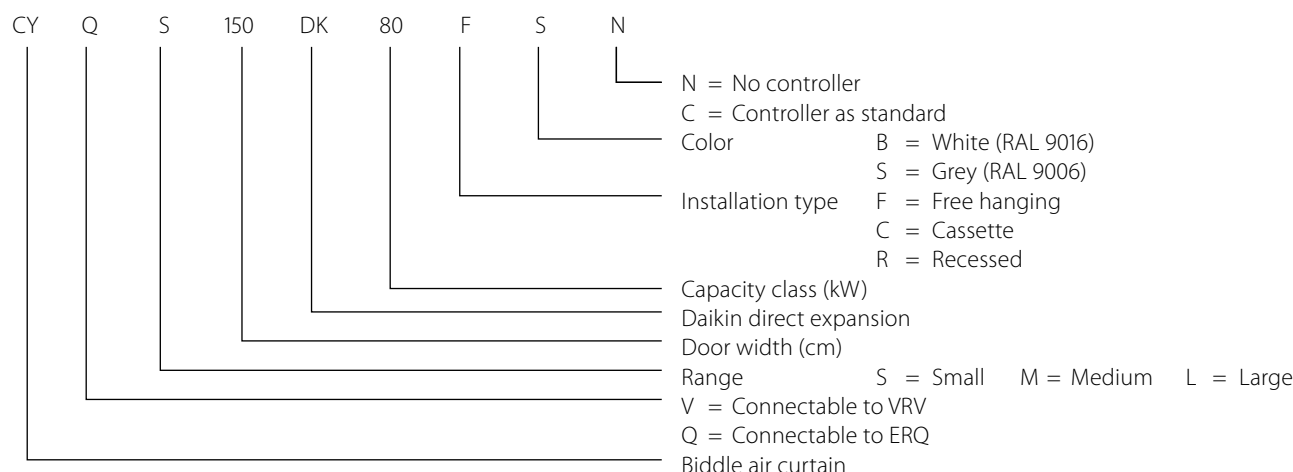 CY Q S 150 DK 80 F S N
N = No controller
C = Controller as standard
Color B = White (RAL 9016)
S = Grey (RAL 9006)
Installation type F = Free hanging
C = Cassette
R = Recessed
Capacity class (kW)
Daikin direct expansion
Door width (cm)
Range S = Small M = Medium L = Large
V = Connectable to VRV
Q = Connectable to ERQ
Biddle air curtain